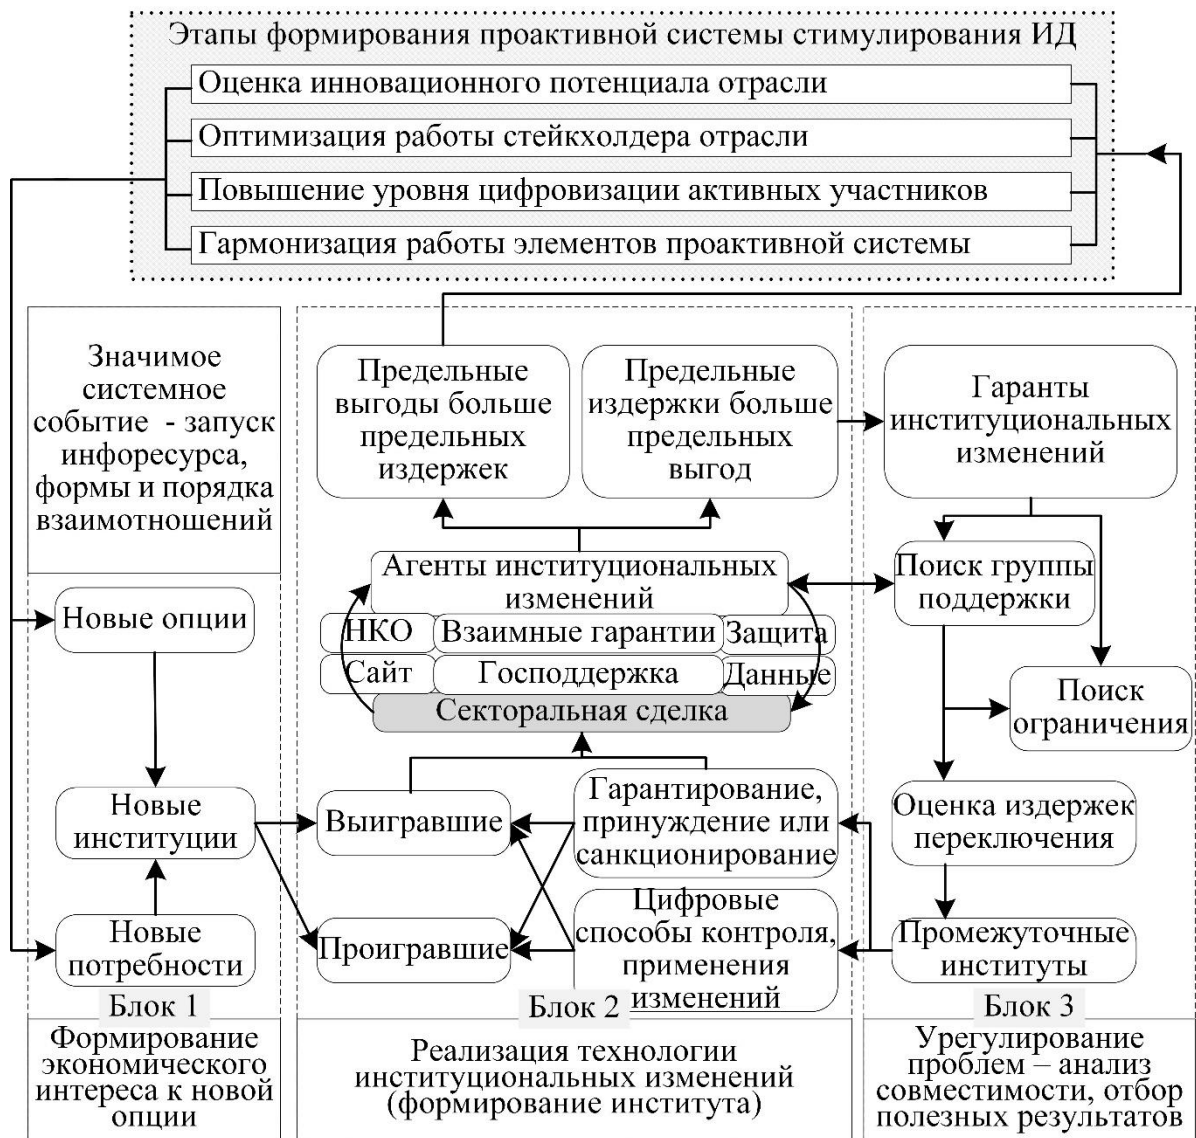 Этапы формирования проактивной системы стимулирования ИД
Оценка инновационного потенциала отрасли
Оптимизация работы стейкхолдера отрасли
Повышение уровня цифровизации активных участников
Гармонизация работы элементов проактивной системы
Значимое
системное
событие - запуск
инфоресурса,
формы и порядка
взаимотношений
Новые опции
Новые
институции
Новые
потребности
Блок 1
Формирование
экономического
интереса к новой
опции
Предельные
выгоды больше
предельных
издержек
Предельные
издержки больше
предельных
выгод
Агенты институциональных
изменений
НКО
Взаимные гарантии
Защита
Сайт
Господдержка
Данные
Секторальная сделка
Выигравшие
Гарантирование,
принуждение или
санкционирование
Проигравшие
Цифровые
способы контроля,
применения
изменений
Блок 2
Реализация технологии
институциональных изменений
(формирование института)
Гаранты
институциональных
изменений
Поиск группы
поддержки
Поиск
ограничения
Оценка издержек
переключения
Промежуточные
институты
Блок 3
Урегулирование
проблем – анализ
совместимости, отбор
полезных результатов